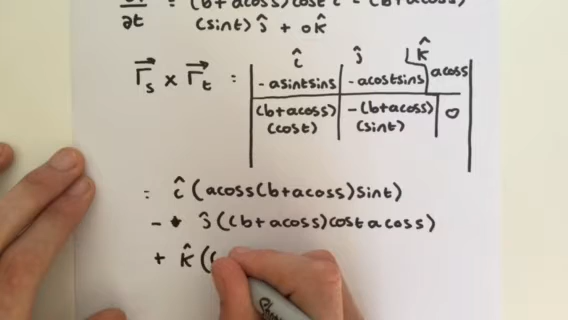 ∂t = (b+acoss)cost î - (b+acoss)
(sint) ĵ + 0k̂
î ĵ k̂
r⃗s x r⃗t = | -asintsins | -acostsins | acoss |
| (b+acoss)(cost) | -(b+acoss)(sint) | 0 |
= î (acoss(b+acoss)sint)
- ĵ ((b+acoss)costacoss)
+ k̂ (